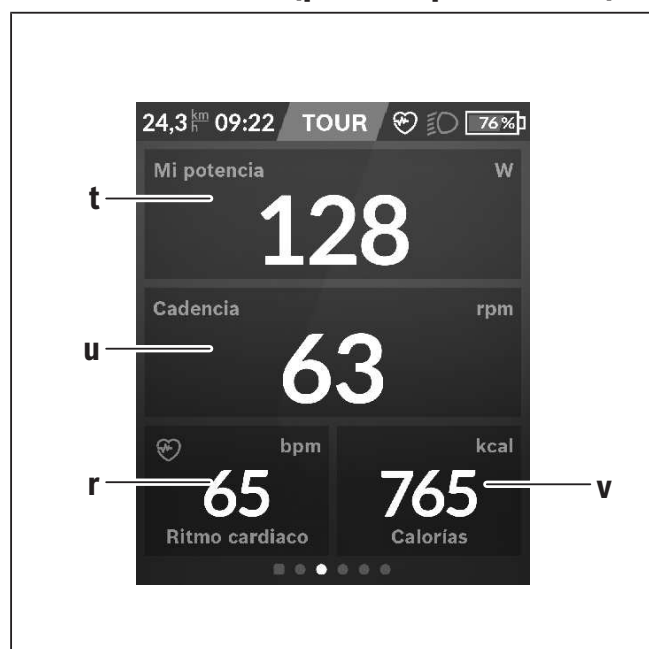 24,3 km/h 09:22 TOUR 76 %
Mi potencia W
t
128
Cadencia rpm
u
63
bpm kcal
r 65 765 v
Ritmo cardiaco Calorías